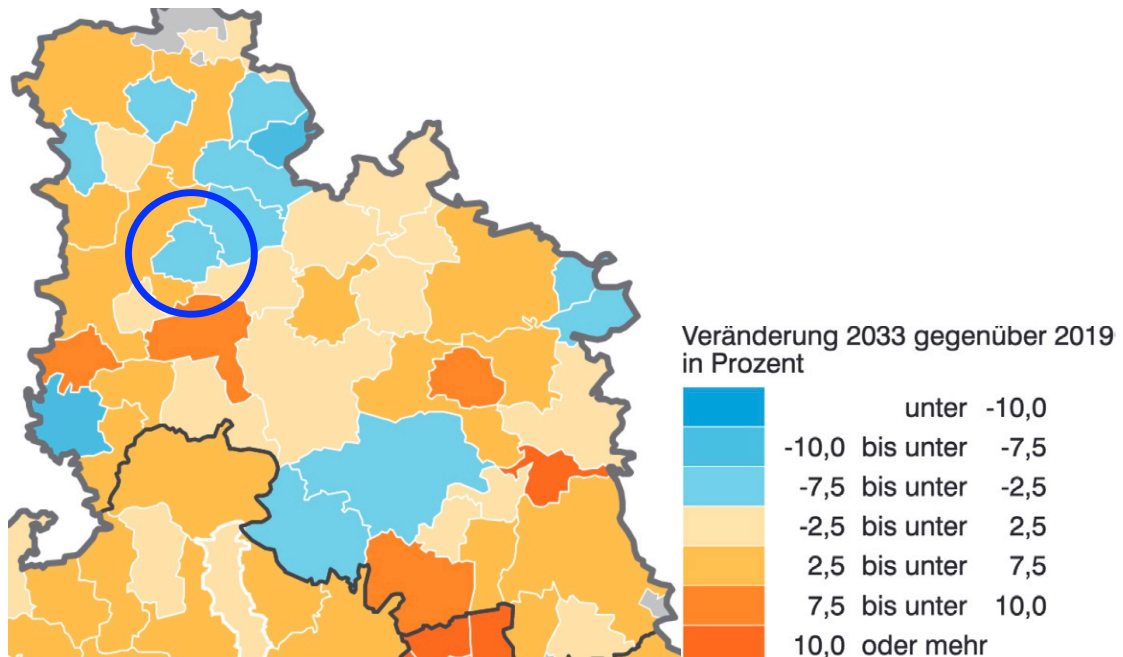 Veränderung 2033 gegenüber 2019
in Prozent
unter -10,0
-10,0 bis unter -7,5
-7,5 bis unter -2,5
-2,5 bis unter 2,5
2,5 bis unter 7,5
7,5 bis unter 10,0
10,0 oder mehr